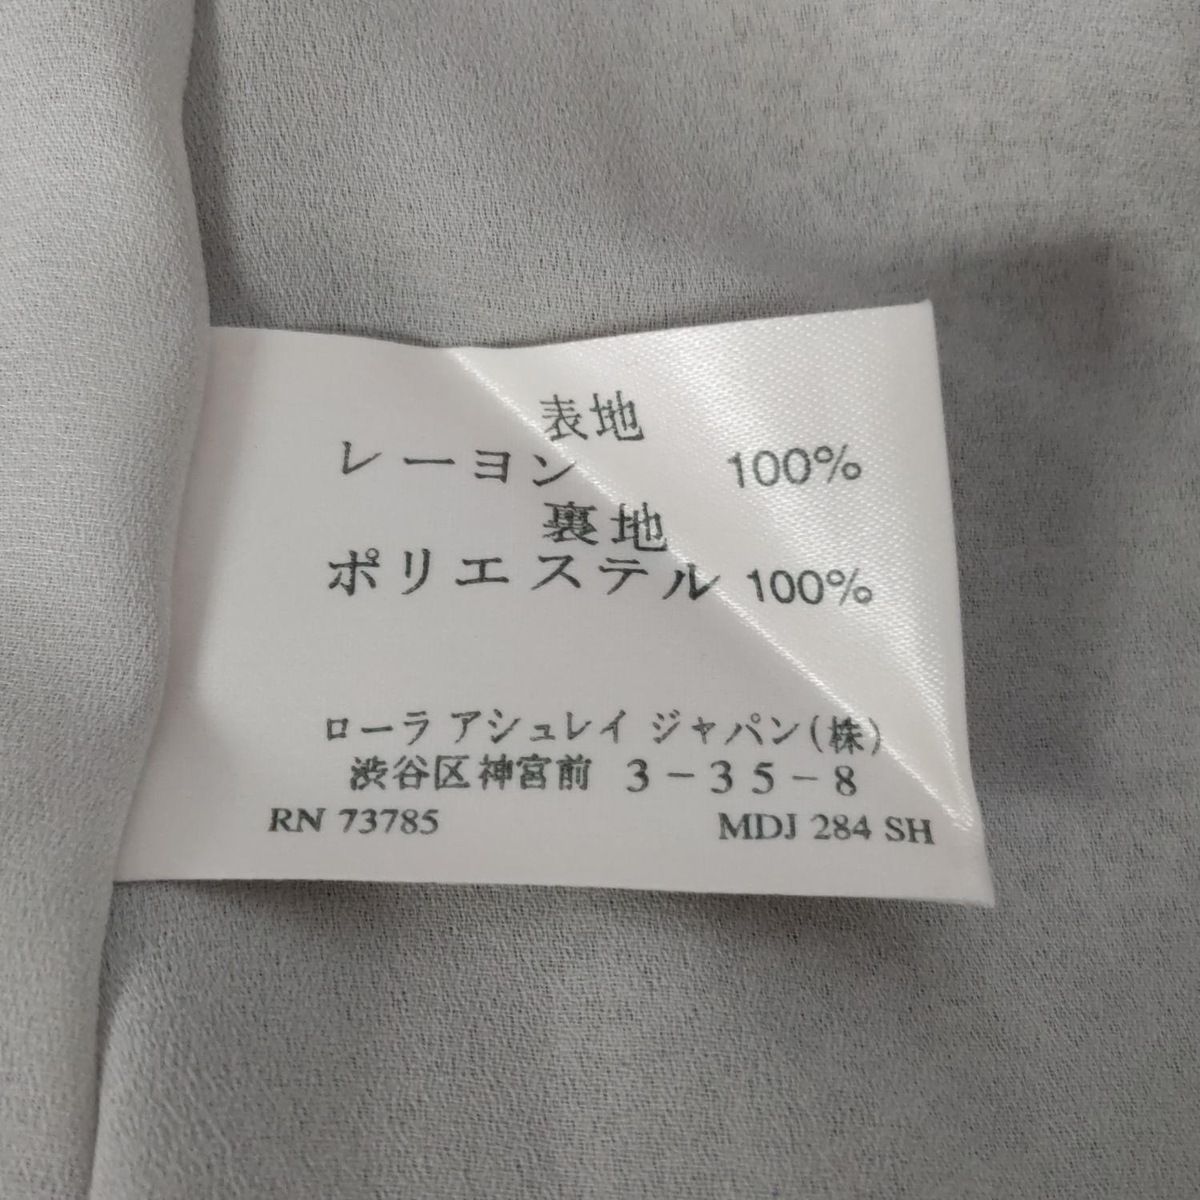 表地
レーヨン 100%
裏地
ポリエステル 100%
ローラ アシュレイ ジャパン(株)
渋谷区神宮前 3-35-8
RN 73785 MDJ 284 SH